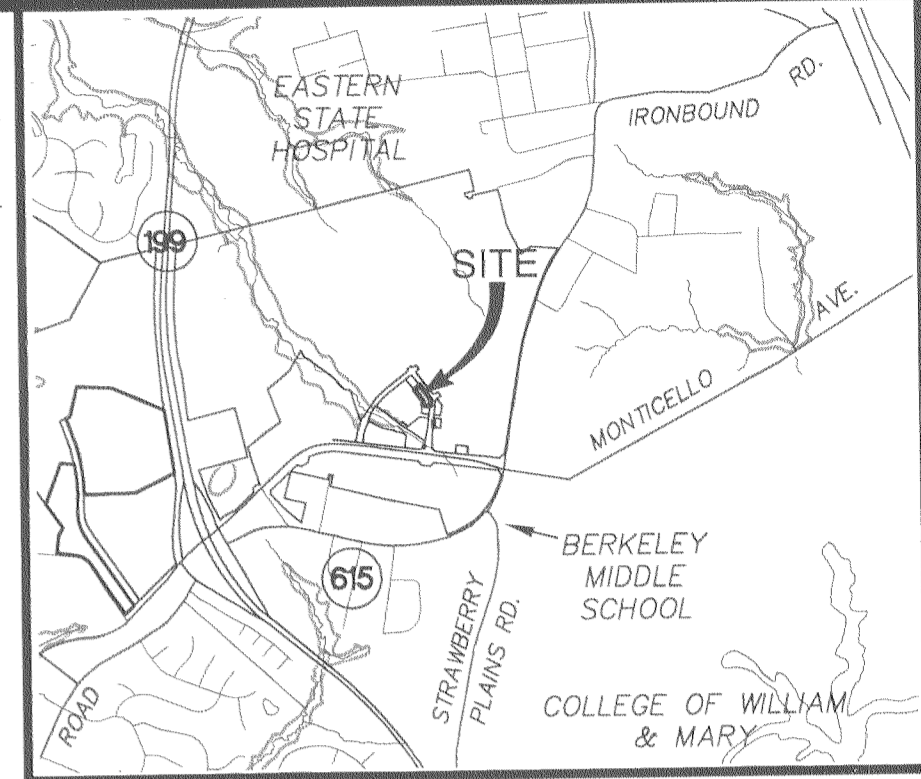 EASTERN
STATE
HOSPITAL
IRONBOUND RD.
199
SITE
MONTICELLO AVE.
BERKELEY
MIDDLE
SCHOOL
615
STRAWBERRY
PLAINS RD.
COLLEGE OF WILLIAM
& MARY
ROAD